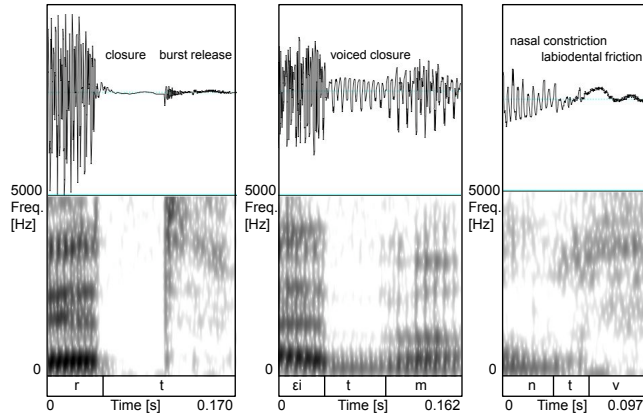 closure burst release
voiced closure
nasal constriction
labiodental friction
5000
Freq.
[Hz]
0
r t
0 Time [s] 0.170
5000
Freq.
[Hz]
0
εi t m
0 Time [s] 0.162
5000
Freq.
[Hz]
0
n t v
0 Time [s] 0.097